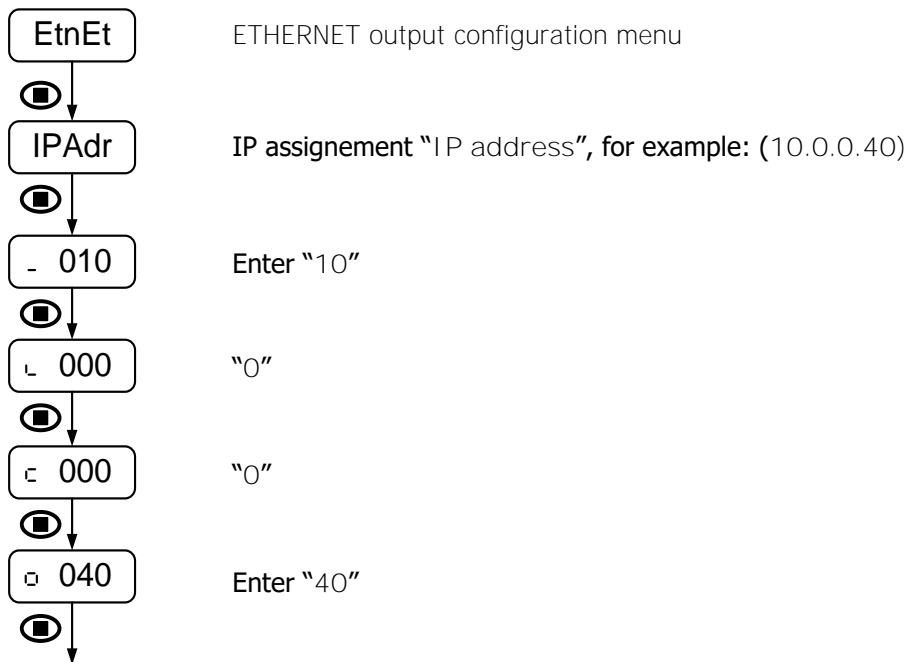 EtnEt ETHERNET output configuration menu
IPAdr IP assignement “IP address”, for example: (10.0.0.40)
010 Enter “10”
000 “0”
000 “0”
040 Enter “40”